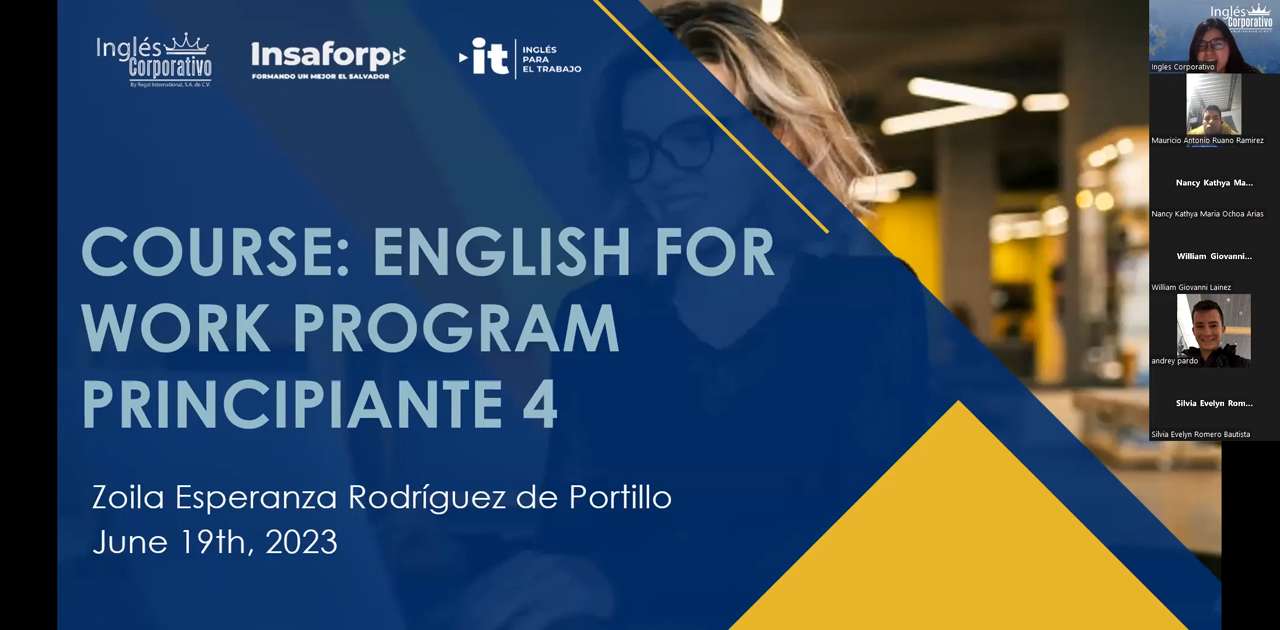 Inglés
Corporativo
By Regal International, S.A. de C.V.
Insaforp
FORMANDO UN MEJOR EL SALVADOR
it
INGLÉS
PARA
EL TRABAJO
COURSE: ENGLISH FOR
WORK PROGRAM
PRINCIPIANTE 4
Zoila Esperanza Rodríguez de Portillo
June 19th, 2023
Inglés
Corporativo
Ingles Corporativo
Mauricio Antonio Ruano Ramirez
Nancy Kathya Ma...
Nancy Kathya Maria Ochoa Arias
William Giovanni...
William Giovanni Lainez
andrey pardo
Silvia Evelyn Rom...
Silvia Evelyn Romero Bautista